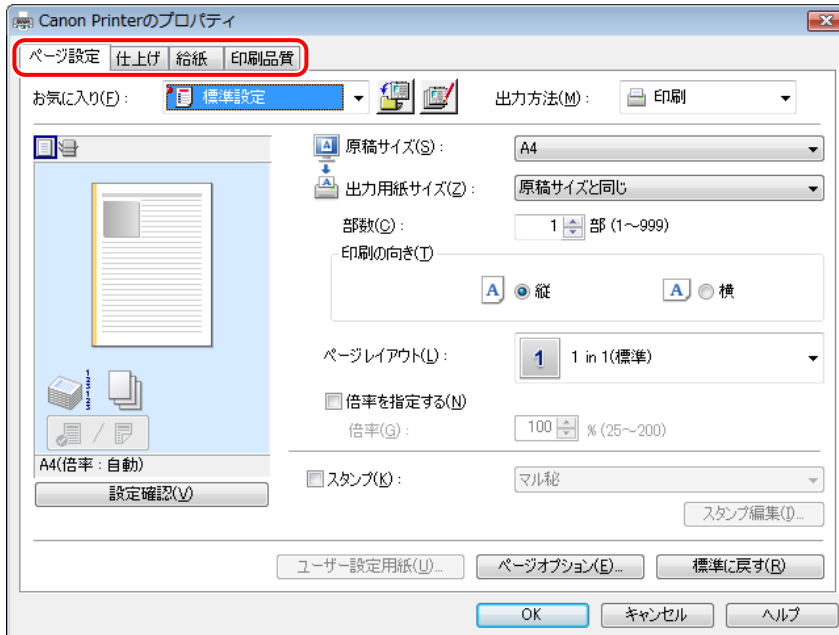 Canon Printerのプロパティ
ページ設定 仕上げ 給紙 印刷品質
お気に入り(F): 標準設定 出力方法(M): 印刷
原稿サイズ(S): A4
出力用紙サイズ(Z): 原稿サイズと同じ
部数(C): 1 部 (1～999)
印刷の向き(T)
A 縦 A 横
ページレイアウト(L): 1 1 in 1(標準)
倍率を指定する(N)
倍率(G): 100 % (25～200)
A4(倍率:自動)
設定確認(V)
スタンプ(K): マル秘
スタンプ編集(I)...
ユーザー設定用紙(U)... ページオプション(E)... 標準に戻す(R)
OK キャンセル ヘルプ